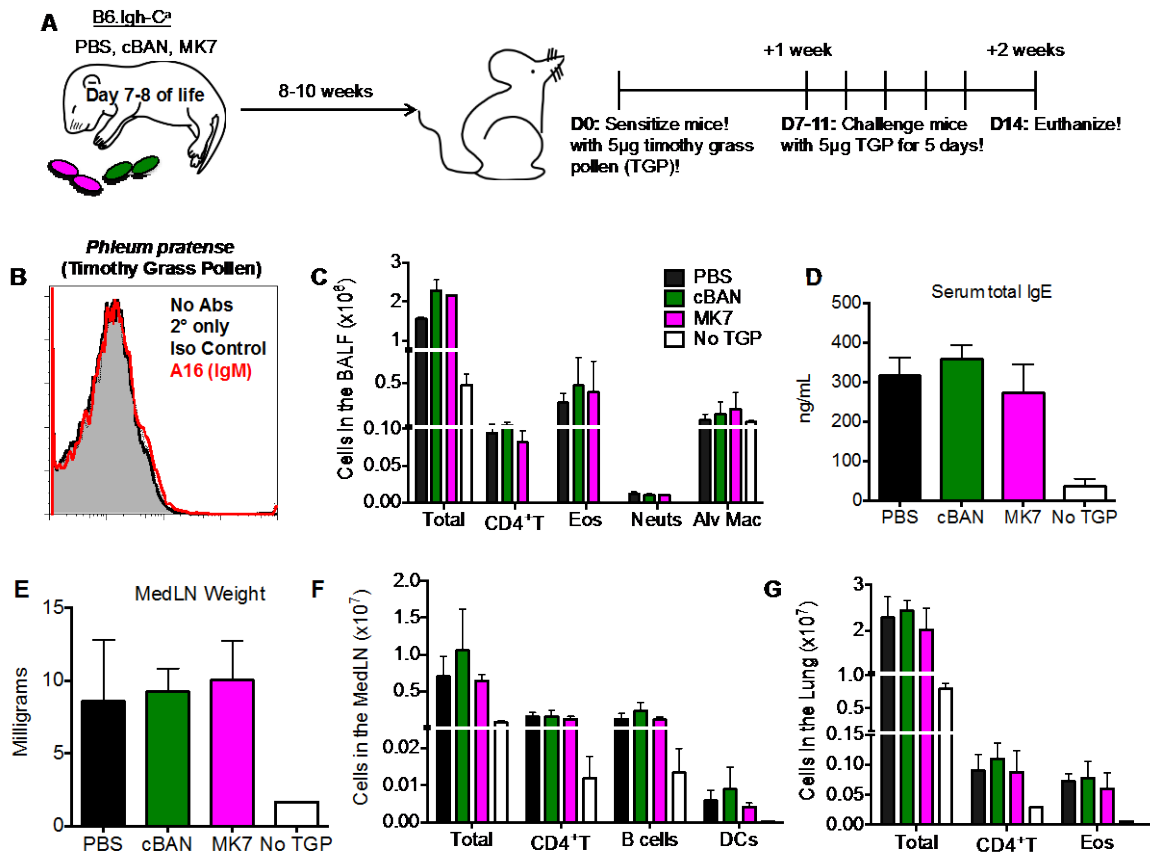 A
B6.Igh-Cᵃ
PBS, cBAN, MK7
Day 7-8 of life
8-10 weeks
+1 week
+2 weeks
D0: Sensitize mice!
with 5µg timothy grass
pollen (TGP)!
D7-11: Challenge mice
with 5µg TGP for 5 days!
D14: Euthanize!
B
Phleum pratense
(Timothy Grass Pollen)
No Abs
2° only
Iso Control
A16 (IgM)
C
Cells in the BALF (x10⁶)
3
2
1
0.5
0.10
0.05
0.00
Total
CD4⁺T
Eos
Neuts
Alv Mac
PBS
cBAN
MK7
No TGP
D
Serum total IgE
ng/mL
500
400
300
200
100
0
PBS
cBAN
MK7
No TGP
E
MedLN Weight
Milligrams
15
10
5
0
PBS
cBAN
MK7
No TGP
F
Cells in the MedLN (x10⁷)
2.0
1.5
1.0
0.5
0.02
0.01
0.00
Total
CD4⁺T
B cells
DCs
G
Cells In the Lung (x10⁷)
3
2
1.0
0.5
0.15
0.10
0.05
0.00
Total
CD4⁺T
Eos